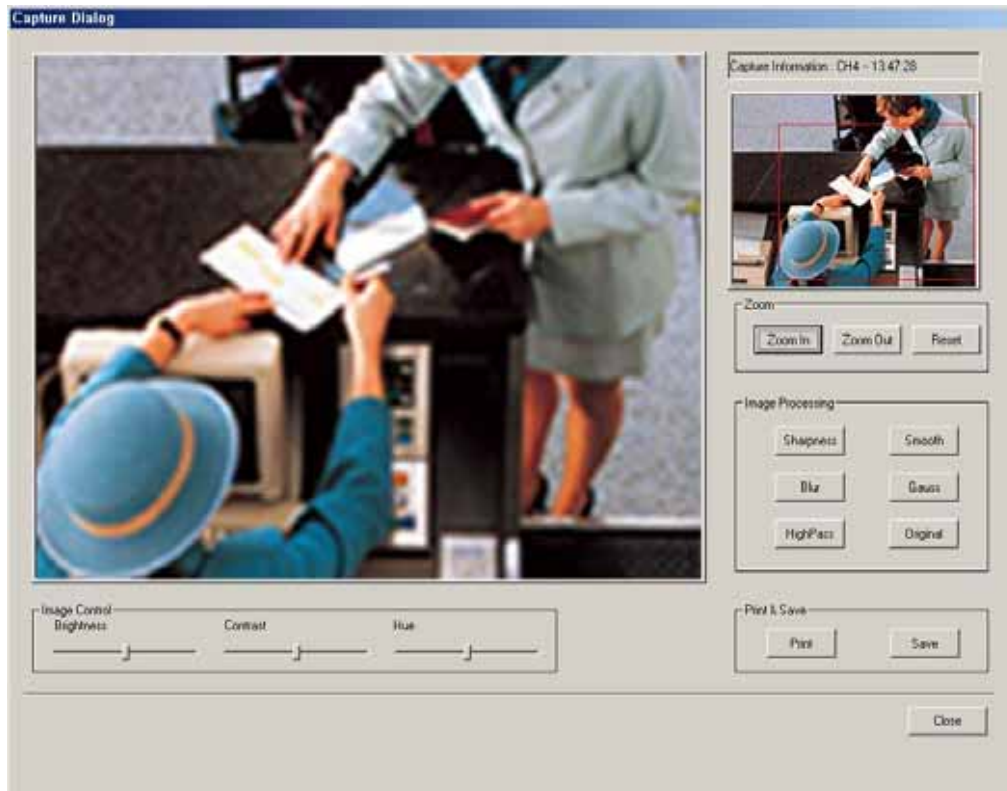 Capture Dialog
Capture Information : CH4 - 13:47:28
Zoom
Zoom In Zoom Out Reset
Image Processing
Sharpness Smooth
Blur Gauss
HighPass Original
Image Control
Brightness Contrast Hue
Print & Save
Print Save
Close